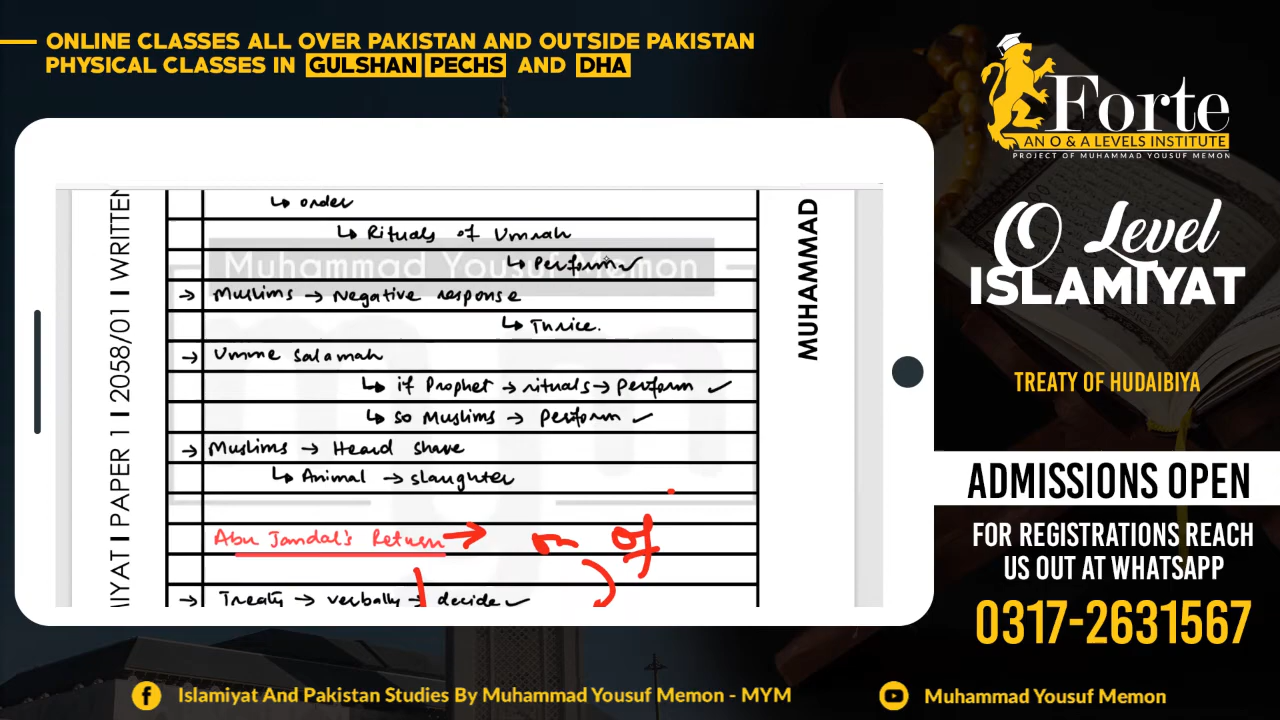 ONLINE CLASSES ALL OVER PAKISTAN AND OUTSIDE PAKISTAN
PHYSICAL CLASSES IN GULSHAN PECHS AND DHA
Forte
AN O & A LEVELS INSTITUTE
PROJECT OF MUHAMMAD YOUSUF MEMON
O Level
ISLAMIYAT
TREATY OF HUDAIBIYA
ADMISSIONS OPEN
FOR REGISTRATIONS REACH
US OUT AT WHATSAPP
0317-2631567
MIYAT I PAPER 1 I 2058/01 I WRITTEN
MUHAMMAD
↳ order
↳ Rituals of Umrah
Muhammad Yousuf Memon
↳ Perform ✓
→ Muslims → Negative response
↳ Thrice.
→ Umme Salamah
↳ if Prophet → rituals → perform ✓
↳ so Muslims → Perform ✓
→ Muslims → Heard shave
↳ Animal → slaughter
Abu Jandal's Return →
→ Treaty → verbally → decide ✓
Islamiyat And Pakistan Studies By Muhammad Yousuf Memon - MYM
Muhammad Yousuf Memon